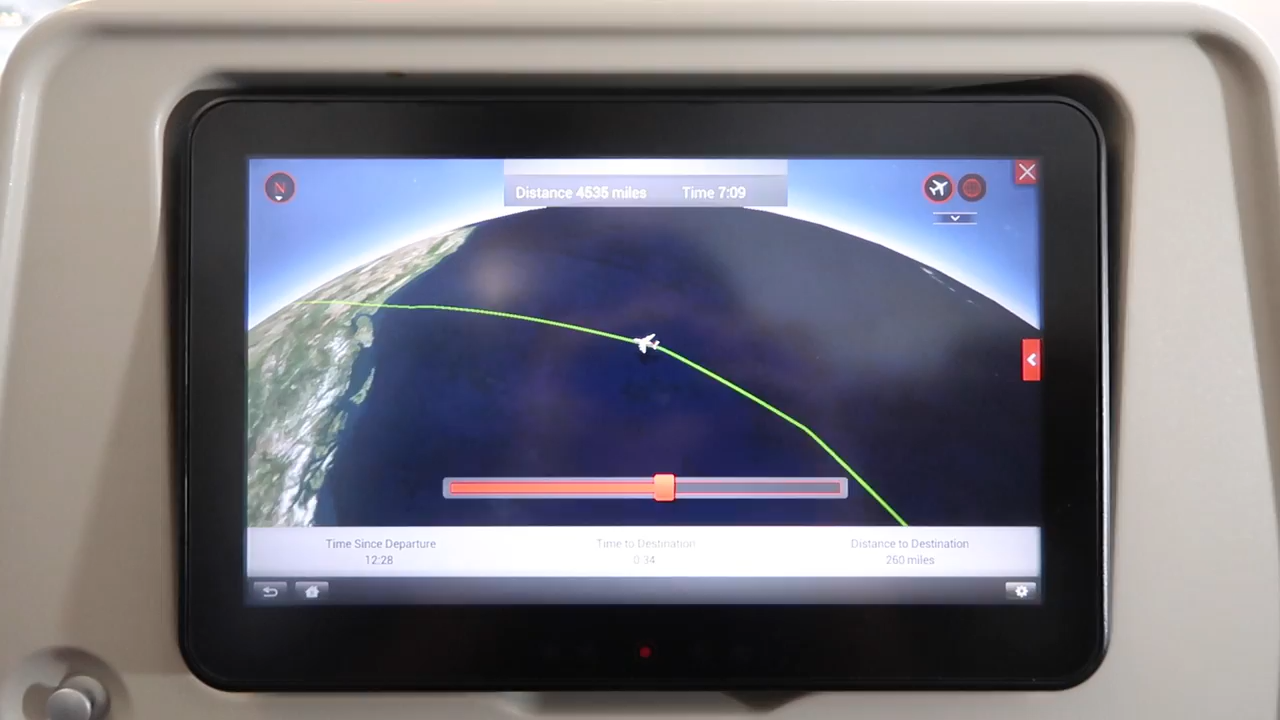 N
Distance 4535 miles Time 7:09
Time Since Departure Time to Destination Distance to Destination
12:28 0:34 260 miles